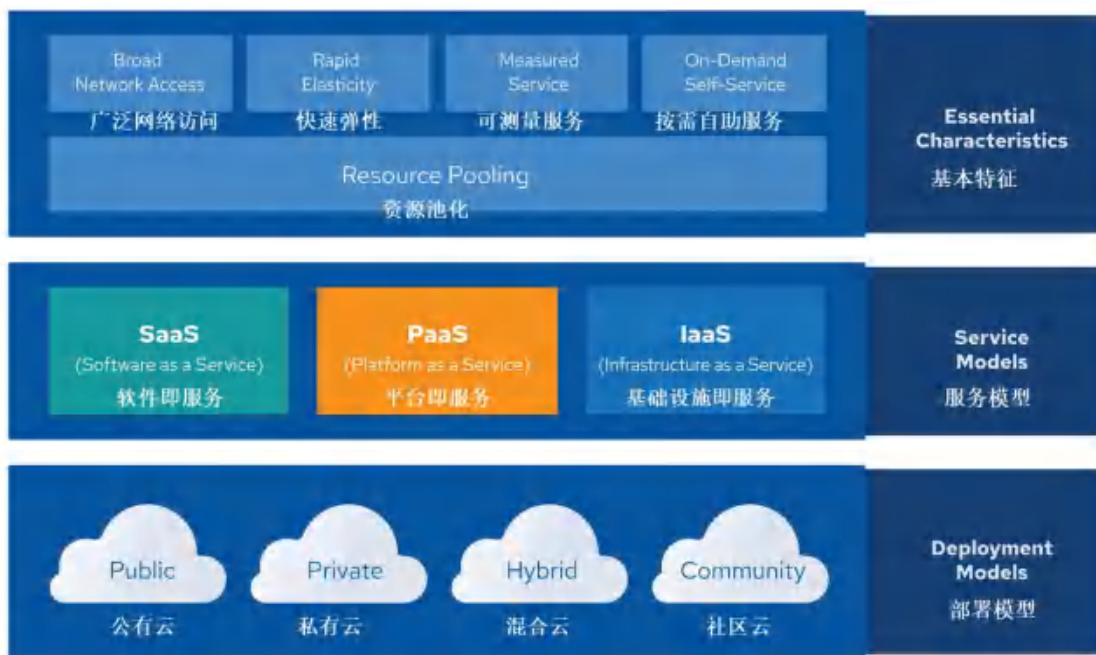 Broad
Network Access
广泛网络访问
Rapid
Elasticity
快速弹性
Measured
Service
可测量服务
On-Demand
Self-Service
按需自助服务
Resource Pooling
资源池化
Essential
Characteristics
基本特征
SaaS
(Software as a Service)
软件即服务
PaaS
(Platform as a Service)
平台即服务
IaaS
(Infrastructure as a Service)
基础设施即服务
Service
Models
服务模型
Public
公有云
Private
私有云
Hybrid
混合云
Community
社区云
Deployment
Models
部署模型